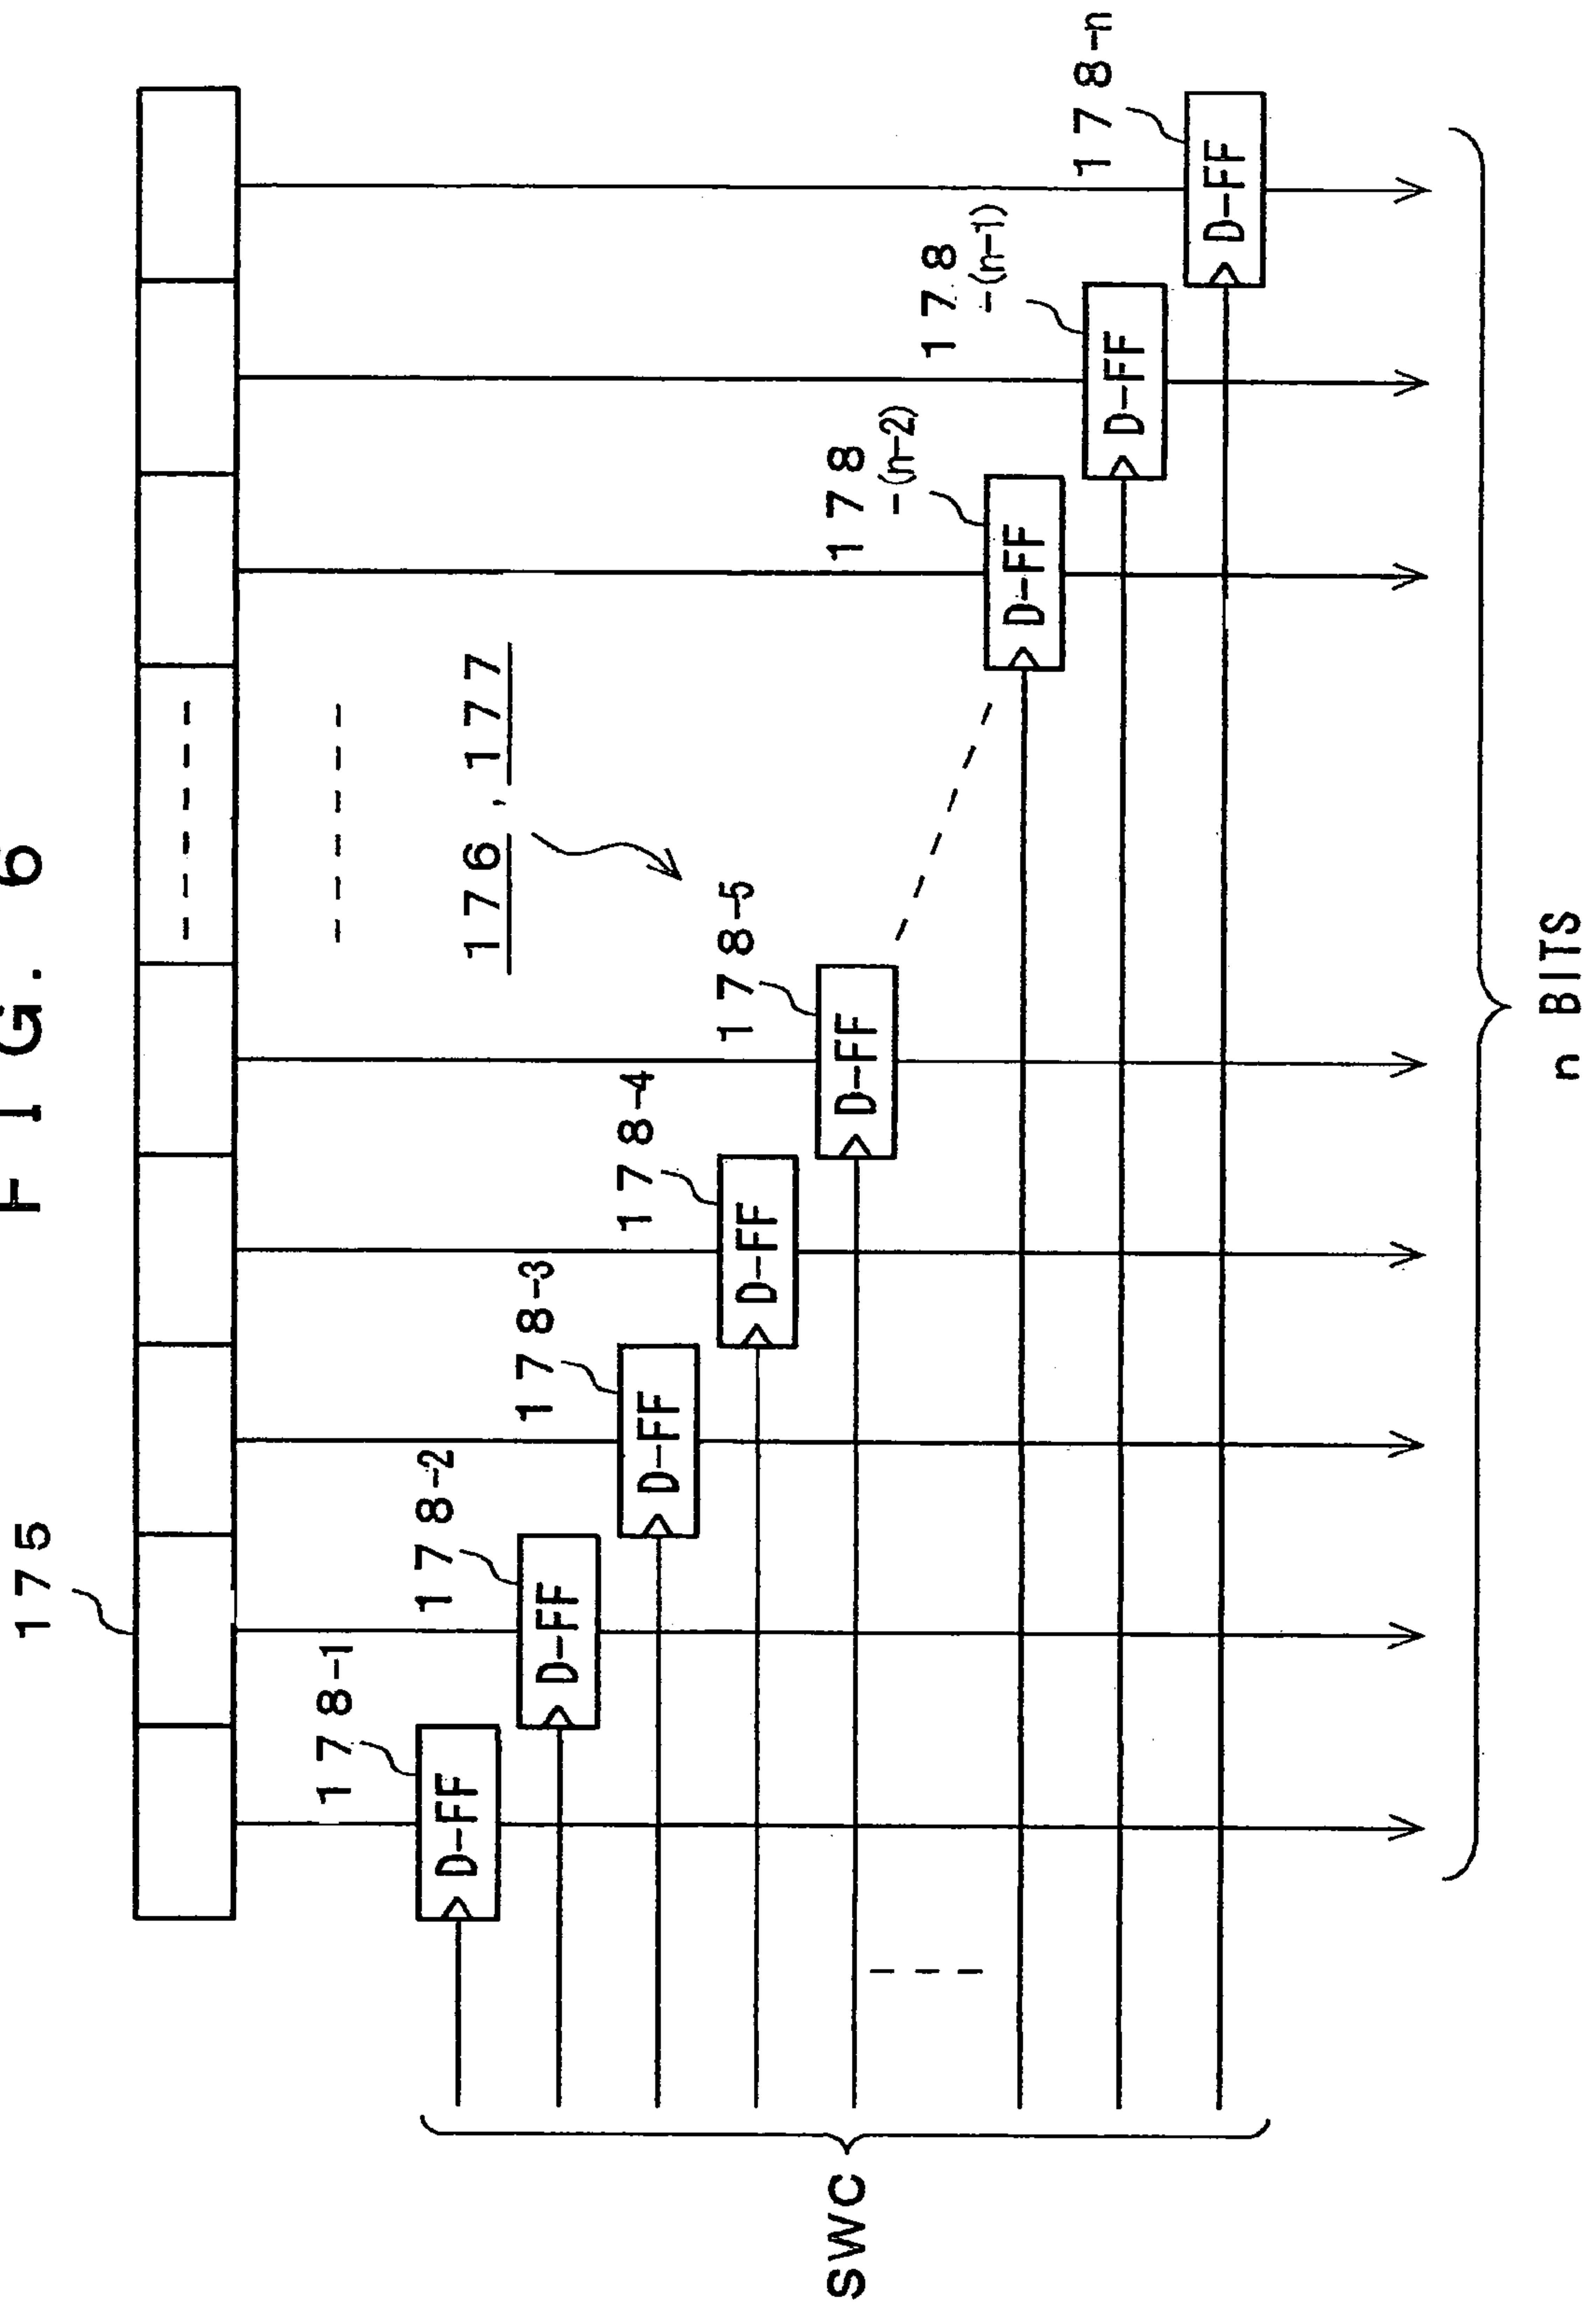 F I G. 6
175
178-1
D-FF
178-2
D-FF
178-3
D-FF
178-4
D-FF
178-5
D-FF
176, 177
178
-(n-2)
D-FF
178
-(n-1)
D-FF
178-n
D-FF
SWC
n BITS